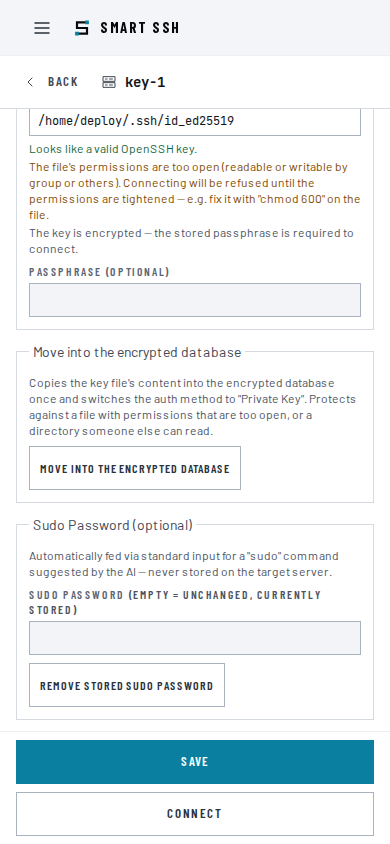 SMART SSH
BACK
key-1
/home/deploy/.ssh/id_ed25519
Looks like a valid OpenSSH key.
The file's permissions are too open (readable or writable by
group or others). Connecting will be refused until the
permissions are tightened — e.g. fix it with "chmod 600" on the
file.
The key is encrypted — the stored passphrase is required to
connect.
PASSPHRASE (OPTIONAL)
Move into the encrypted database
Copies the key file's content into the encrypted database
once and switches the auth method to "Private Key". Protects
against a file with permissions that are too open, or a
directory someone else can read.
MOVE INTO THE ENCRYPTED DATABASE
Sudo Password (optional)
Automatically fed via standard input for a "sudo" command
suggested by the AI — never stored on the target server.
SUDO PASSWORD (EMPTY = UNCHANGED, CURRENTLY
STORED)
REMOVE STORED SUDO PASSWORD
SAVE
CONNECT